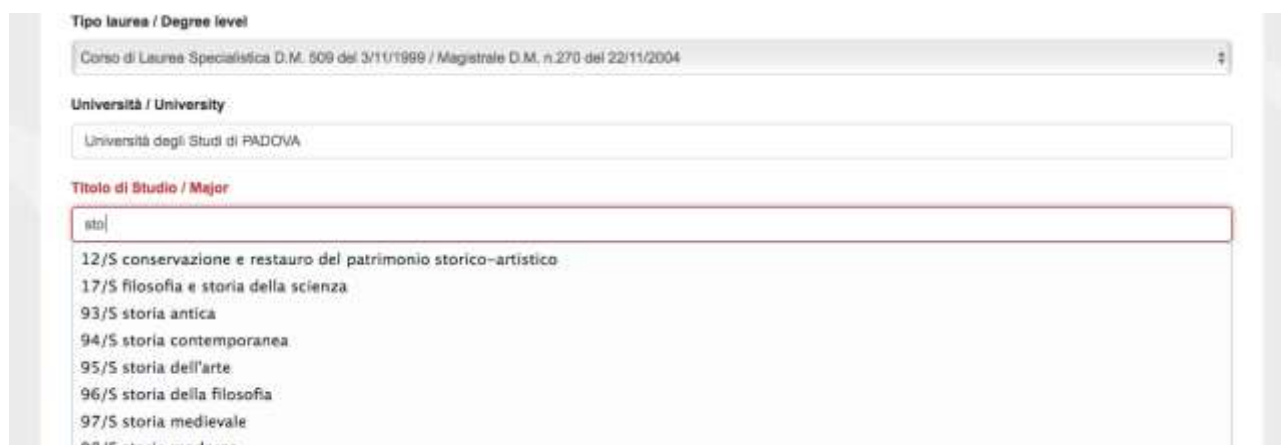 Tipo laurea / Degree level
Corso di Laurea Specialistica D.M. 509 del 3/11/1999 / Magistrale D.M. n.270 del 22/11/2004
Università / University
Università degli Studi di PADOVA
Titolo di Studio / Major
sto
12/S conservazione e restauro del patrimonio storico-artistico
17/S filosofia e storia della scienza
93/S storia antica
94/S storia contemporanea
95/S storia dell'arte
96/S storia della filosofia
97/S storia medievale